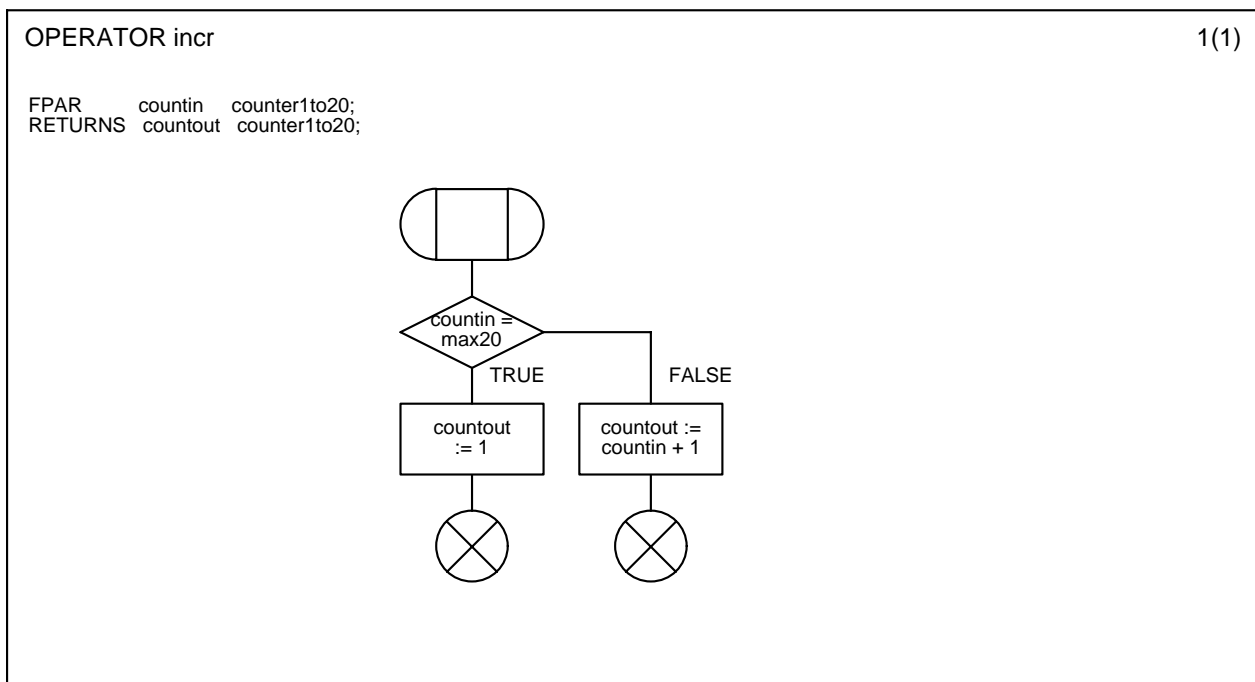 OPERATOR incr 1(1)
FPAR countin counter1to20;
RETURNS countout counter1to20;
countin =
max20
TRUE FALSE
countout
:= 1
countout :=
countin + 1